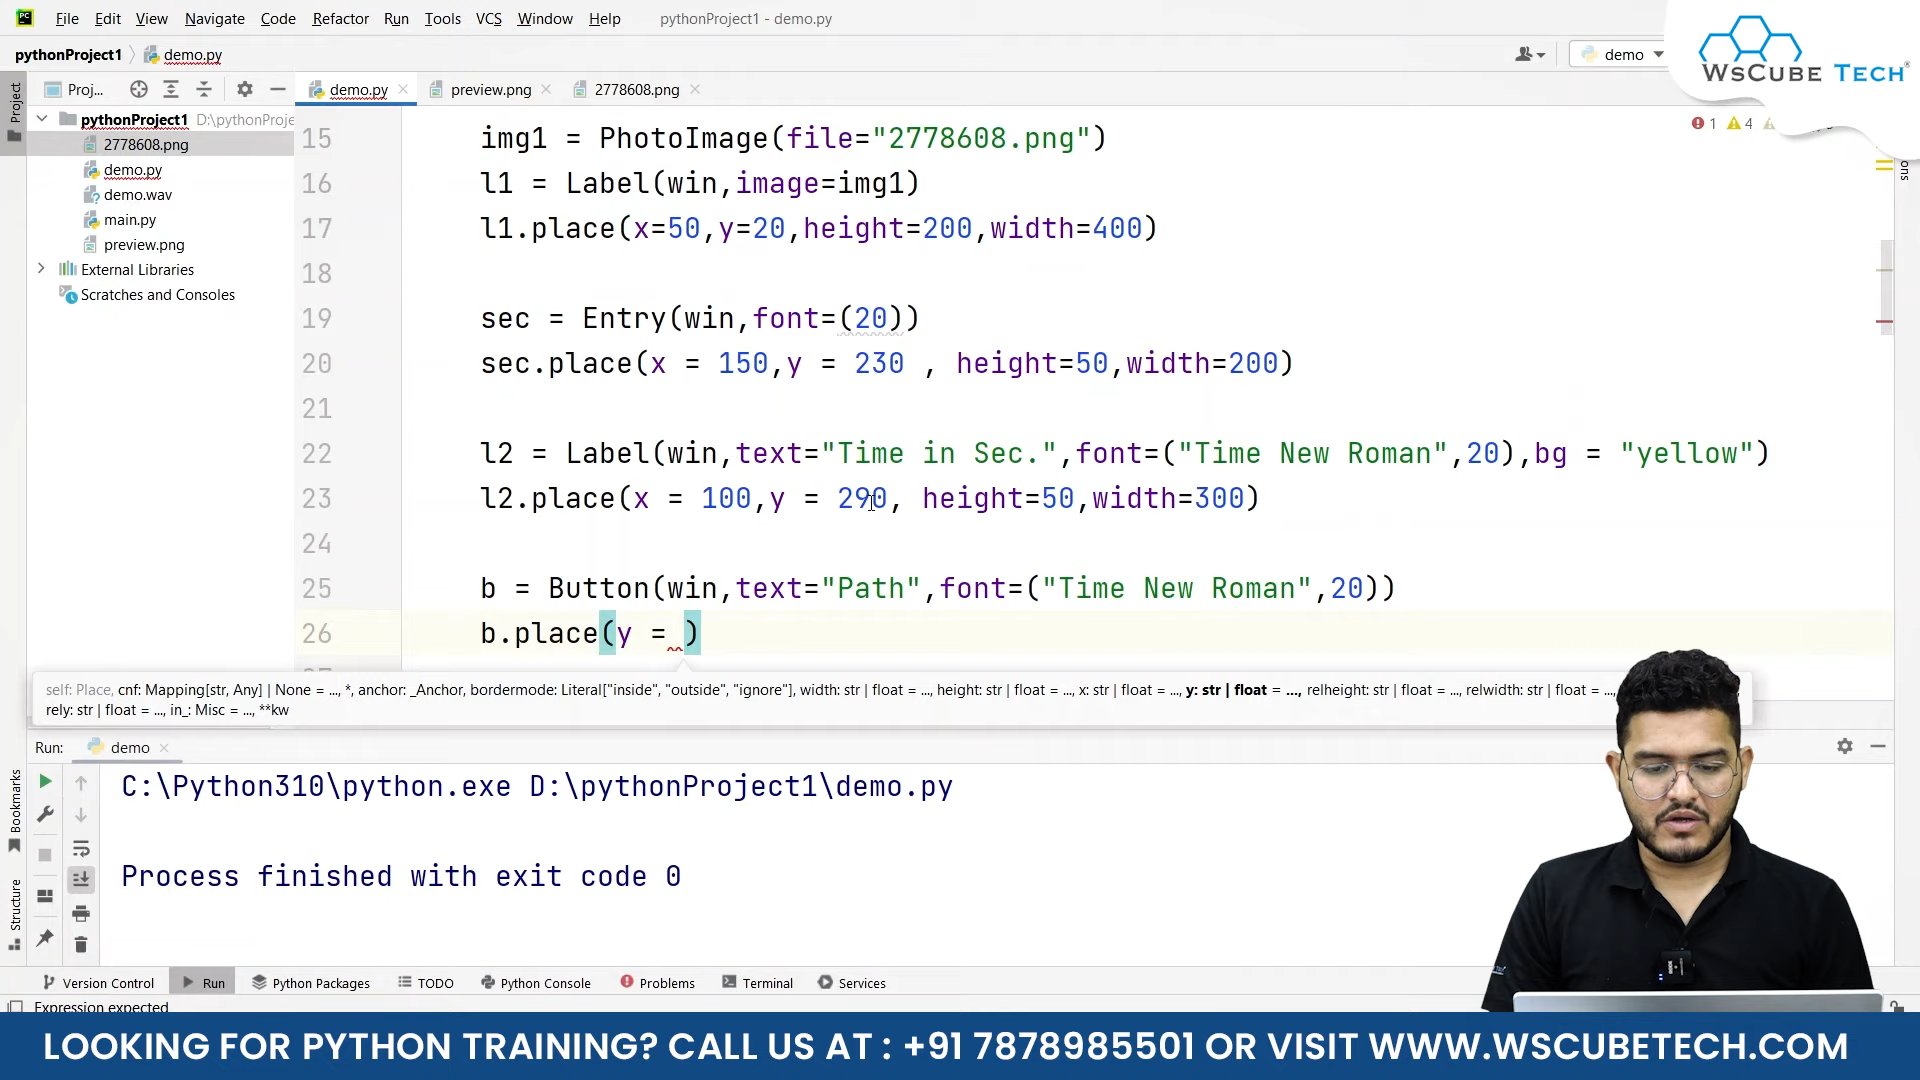 File Edit View Navigate Code Refactor Run Tools VCS Window Help pythonProject1 - demo.py
pythonProject1 demo.py demo
WSCUBE TECH
Project Proj... demo.py preview.png 2778608.png
pythonProject1 D:\pythonProje
2778608.png
demo.py
demo.wav
main.py
preview.png
External Libraries
Scratches and Consoles
1 4
15 img1 = PhotoImage(file="2778608.png")
16 l1 = Label(win,image=img1)
17 l1.place(x=50,y=20,height=200,width=400)
18
19 sec = Entry(win,font=(20))
20 sec.place(x = 150,y = 230 , height=50,width=200)
21
22 l2 = Label(win,text="Time in Sec.",font=("Time New Roman",20),bg = "yellow")
23 l2.place(x = 100,y = 290, height=50,width=300)
24
25 b = Button(win,text="Path",font=("Time New Roman",20))
26 b.place(y = )
self: Place, cnf: Mapping[str, Any] | None = ..., *, anchor: _Anchor, bordermode: Literal["inside", "outside", "ignore"], width: str | float = ..., height: str | float = ..., x: str | float = ..., y: str | float = ..., relheight: str | float = ..., relwidth: str | float = ...,
rely: str | float = ..., in_: Misc = ..., **kw
Run: demo
C:\Python310\python.exe D:\pythonProject1\demo.py
Process finished with exit code 0
Bookmarks
Structure
Version Control Run Python Packages TODO Python Console Problems Terminal Services
Expression expected
LOOKING FOR PYTHON TRAINING? CALL US AT : +91 7878985501 OR VISIT WWW.WSCUBETECH.COM